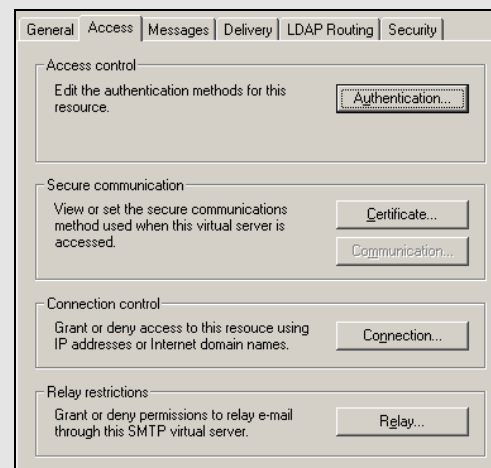 General Access Messages Delivery LDAP Routing Security
Access control
Edit the authentication methods for this
resource.
Authentication...
Secure communication
View or set the secure communications
method used when this virtual server is
accessed.
Certificate...
Communication...
Connection control
Grant or deny access to this resouce using
IP addresses or Internet domain names.
Connection...
Relay restrictions
Grant or deny permissions to relay e-mail
through this SMTP virtual server.
Relay...